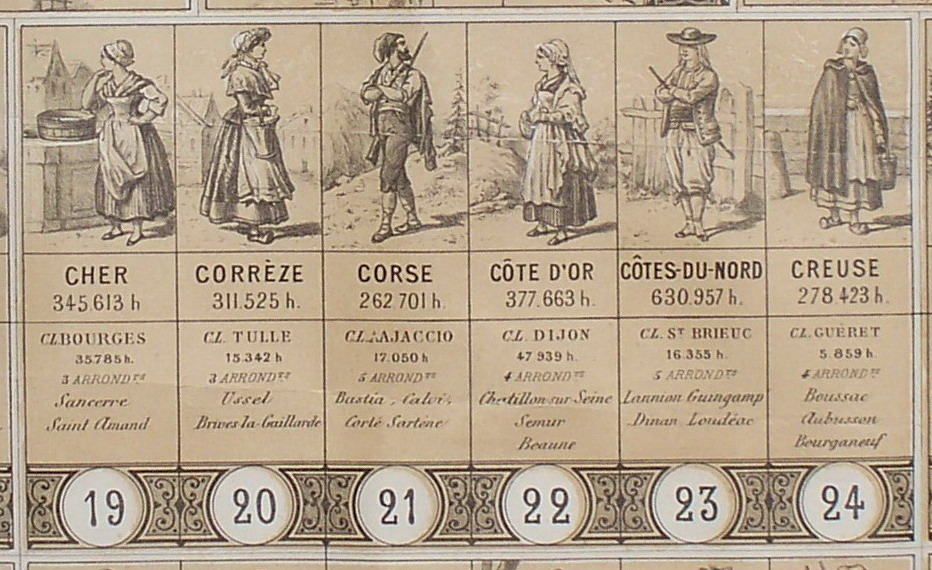 CHER
345.613 h
CL BOURGES
35.785 h.
3 ARRONDTS
Sancerre
Saint Amand
19
CORRÈZE
311.525 h.
CL. TULLE
15.342 h
3 ARRONDTS
Ussel
Brives-la-Gaillarde
20
CORSE
262.701 h.
CL. AJACCIO
17.050 h
5 ARRONDTS
Bastia, Calvi,
Corté Sartène
21
CÔTE D'OR
377.663 h.
CL. DIJON
47 939 h.
4 ARRONDTS
Chatillon-sur-Seine
Semur
Beaune
22
CÔTES-DU-NORD
630.957 h.
CL. ST BRIEUC
16.355 h.
5 ARRONDTS
Lannion Guingamp
Dinan Loudéac
23
CREUSE
278.423 h.
CL. GUÉRET
5.859 h.
4 ARRONDTS
Boussac
Aubusson
Bourganeuf
24